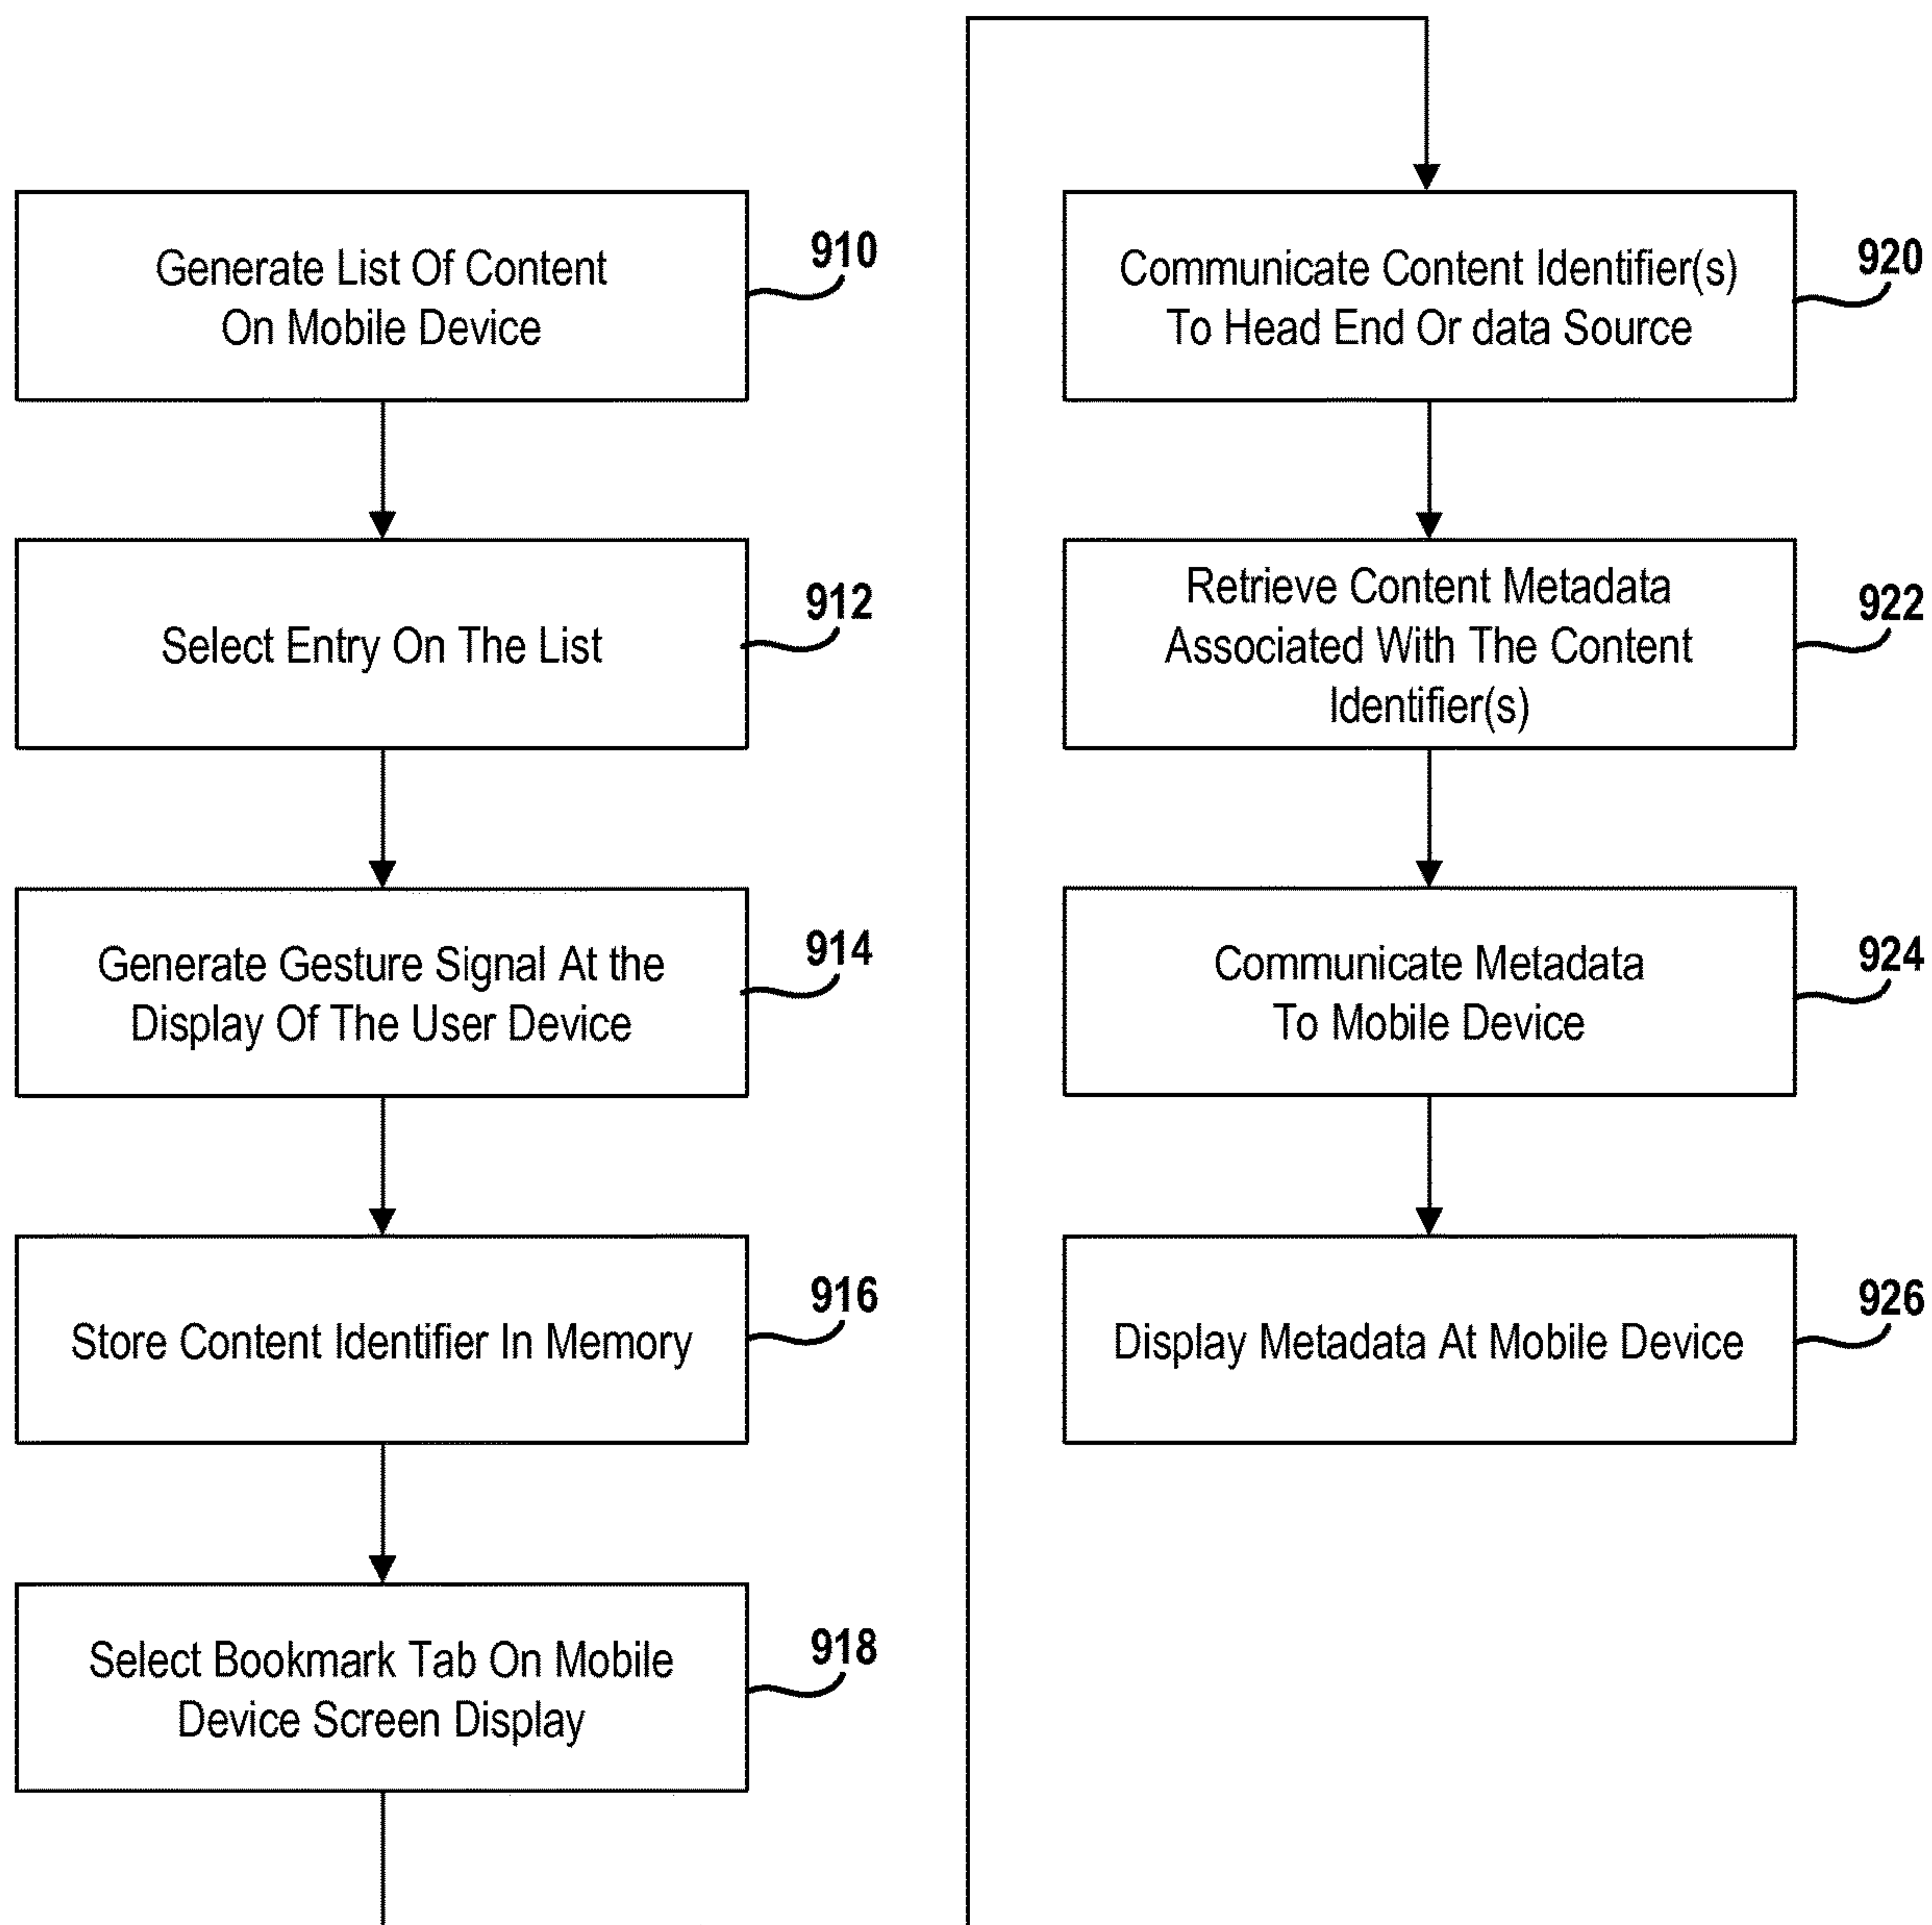 Generate List Of Content
On Mobile Device
910
Select Entry On The List
912
Generate Gesture Signal At the
Display Of The User Device
914
Store Content Identifier In Memory
916
Select Bookmark Tab On Mobile
Device Screen Display
918
Communicate Content Identifier(s)
To Head End Or data Source
920
Retrieve Content Metadata
Associated With The Content
Identifier(s)
922
Communicate Metadata
To Mobile Device
924
Display Metadata At Mobile Device
926